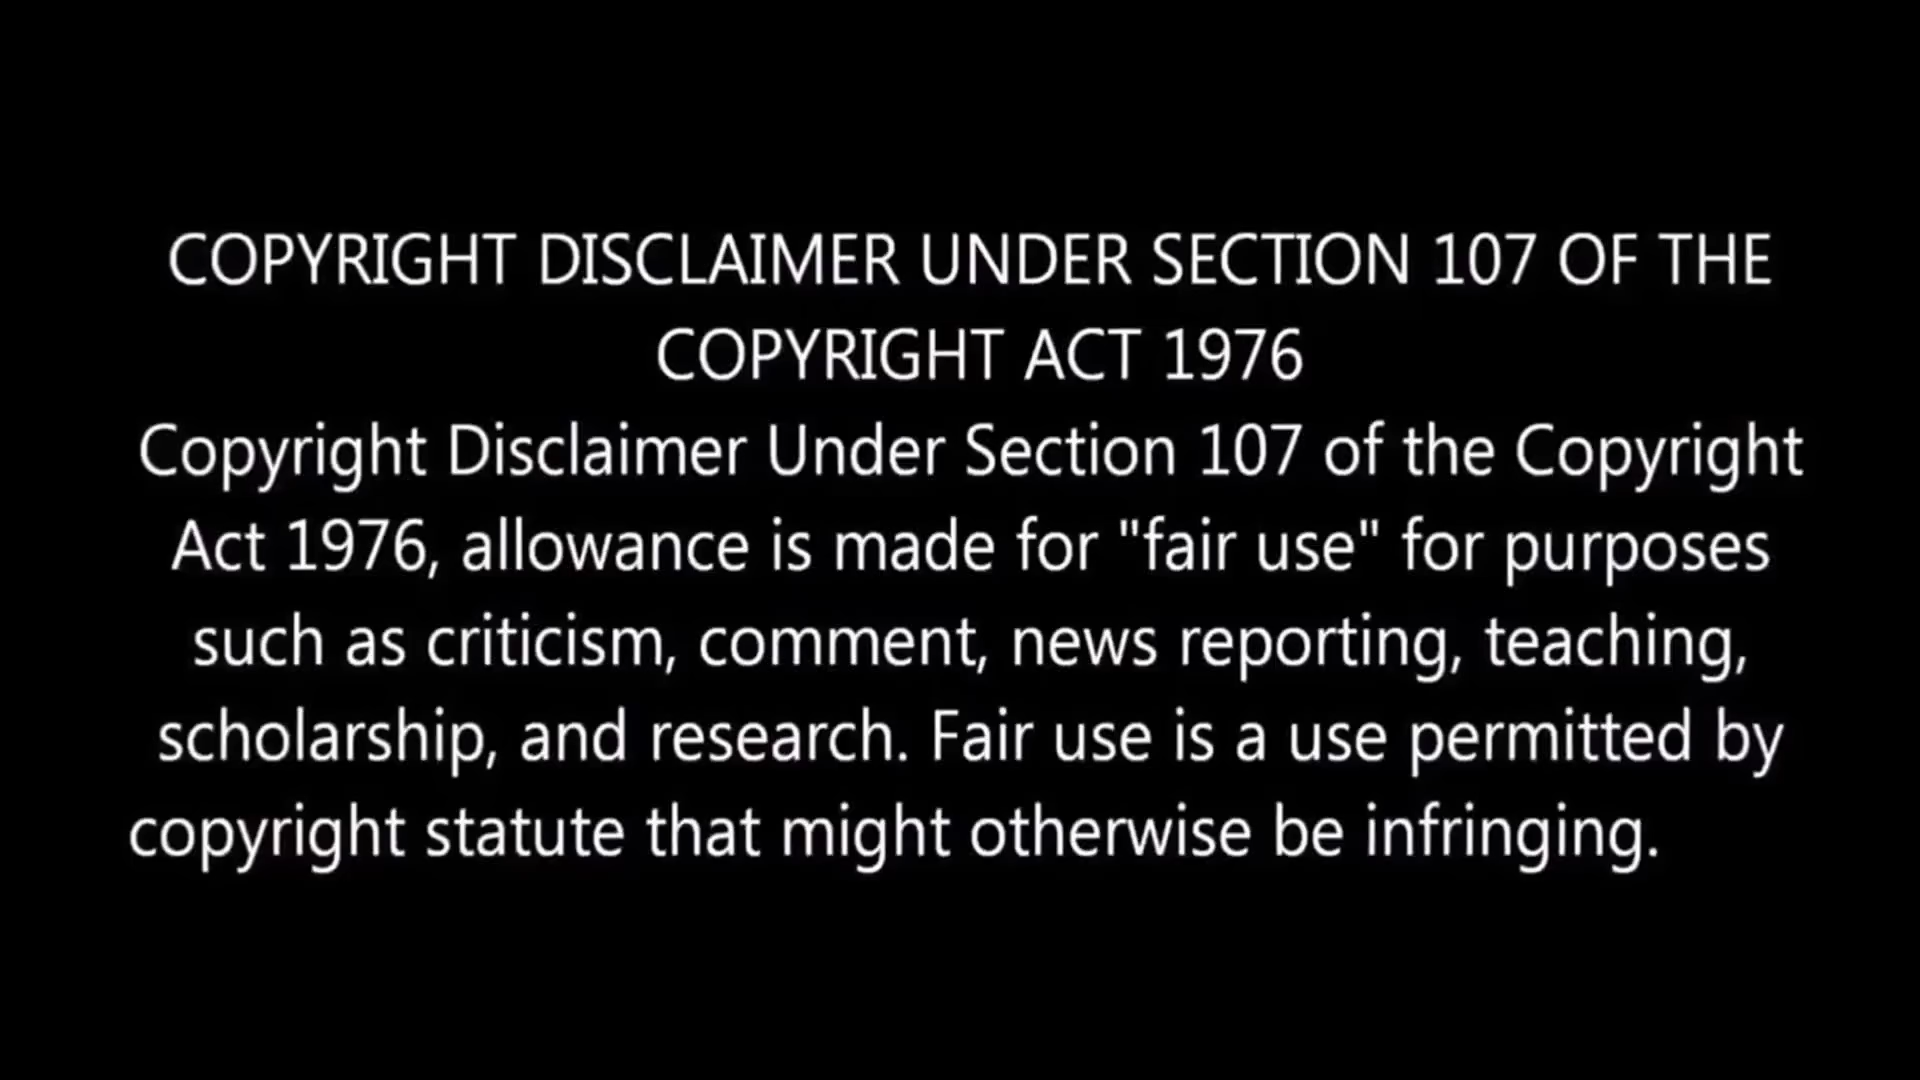 COPYRIGHT DISCLAIMER UNDER SECTION 107 OF THE
COPYRIGHT ACT 1976
Copyright Disclaimer Under Section 107 of the Copyright
Act 1976, allowance is made for "fair use" for purposes
such as criticism, comment, news reporting, teaching,
scholarship, and research. Fair use is a use permitted by
copyright statute that might otherwise be infringing.